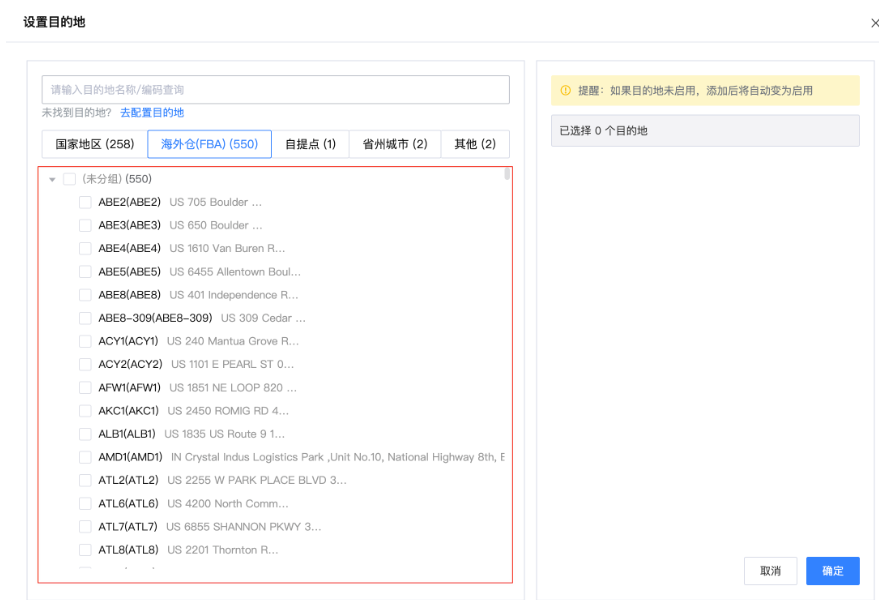 设置目的地
请输入目的地名称/编码查询
未找到目的地? 去配置目的地
国家地区 (258) 海外仓(FBA) (550) 自提点 (1) 省州城市 (2) 其他 (2)
(未分组) (550)
ABE2(ABE2) US 705 Boulder ...
ABE3(ABE3) US 650 Boulder ...
ABE4(ABE4) US 1610 Van Buren R...
ABE5(ABE5) US 6455 Allentown Boul...
ABE8(ABE8) US 401 Independence R...
ABE8-309(ABE8-309) US 309 Cedar ...
ACY1(ACY1) US 240 Mantua Grove R...
ACY2(ACY2) US 1101 E PEARL ST 0...
AFW1(AFW1) US 1851 NE LOOP 820 ...
AKC1(AKC1) US 2450 ROMIG RD 4...
ALB1(ALB1) US 1835 US Route 9 1...
AMD1(AMD1) IN Crystal Indus Logistics Park ,Unit No.10, National Highway 8th, E
ATL2(ATL2) US 2255 W PARK PLACE BLVD 3...
ATL6(ATL6) US 4200 North Comm...
ATL7(ATL7) US 6855 SHANNON PKWY 3...
ATL8(ATL8) US 2201 Thornton R...
提醒：如果目的地未启用，添加后将自动变为启用
已选择 0 个目的地
取消 确定